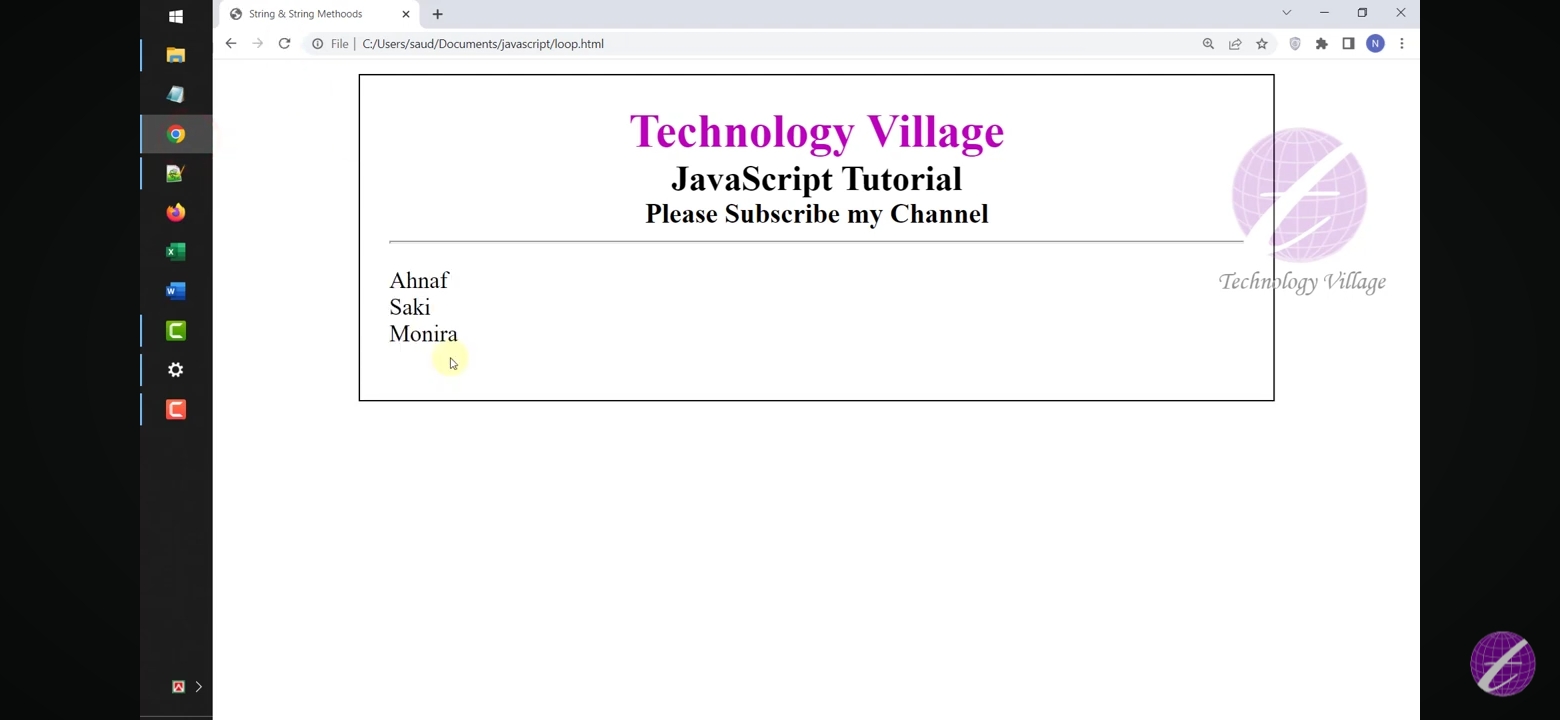 String & String Methoods
File
C:/Users/saud/Documents/javascript/loop.html
N
Technology Village
JavaScript Tutorial
Please Subscribe my Channel
Technology Village
Ahnaf
Saki
Monira